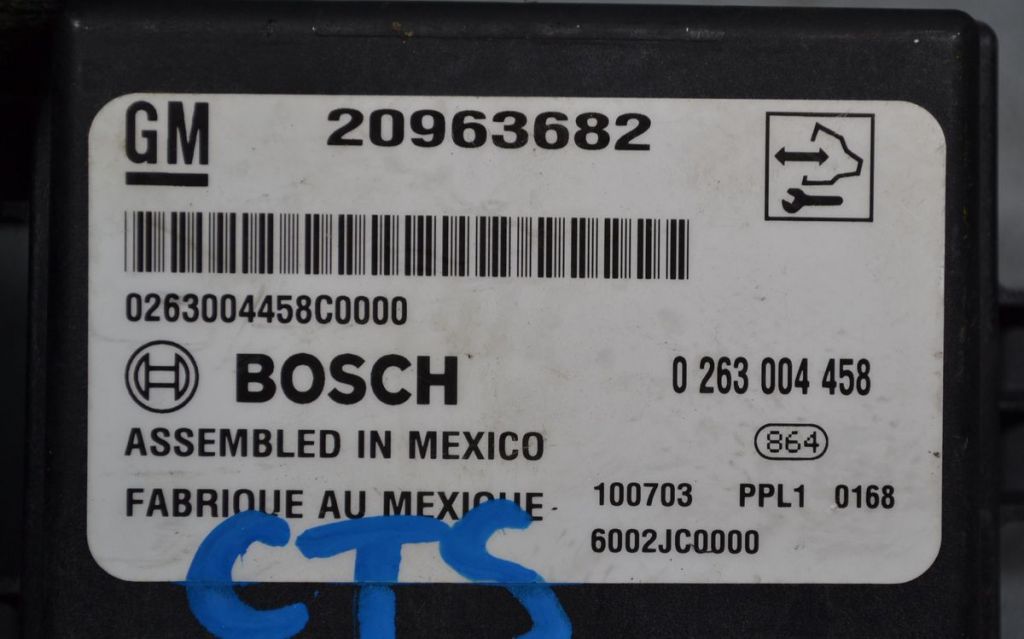 GM 20963682
0263004458C0000
BOSCH 0 263 004 458
ASSEMBLED IN MEXICO 864
FABRIQUE AU MEXIQUE 100703 PPL1 0168
6002JC0000
CTS